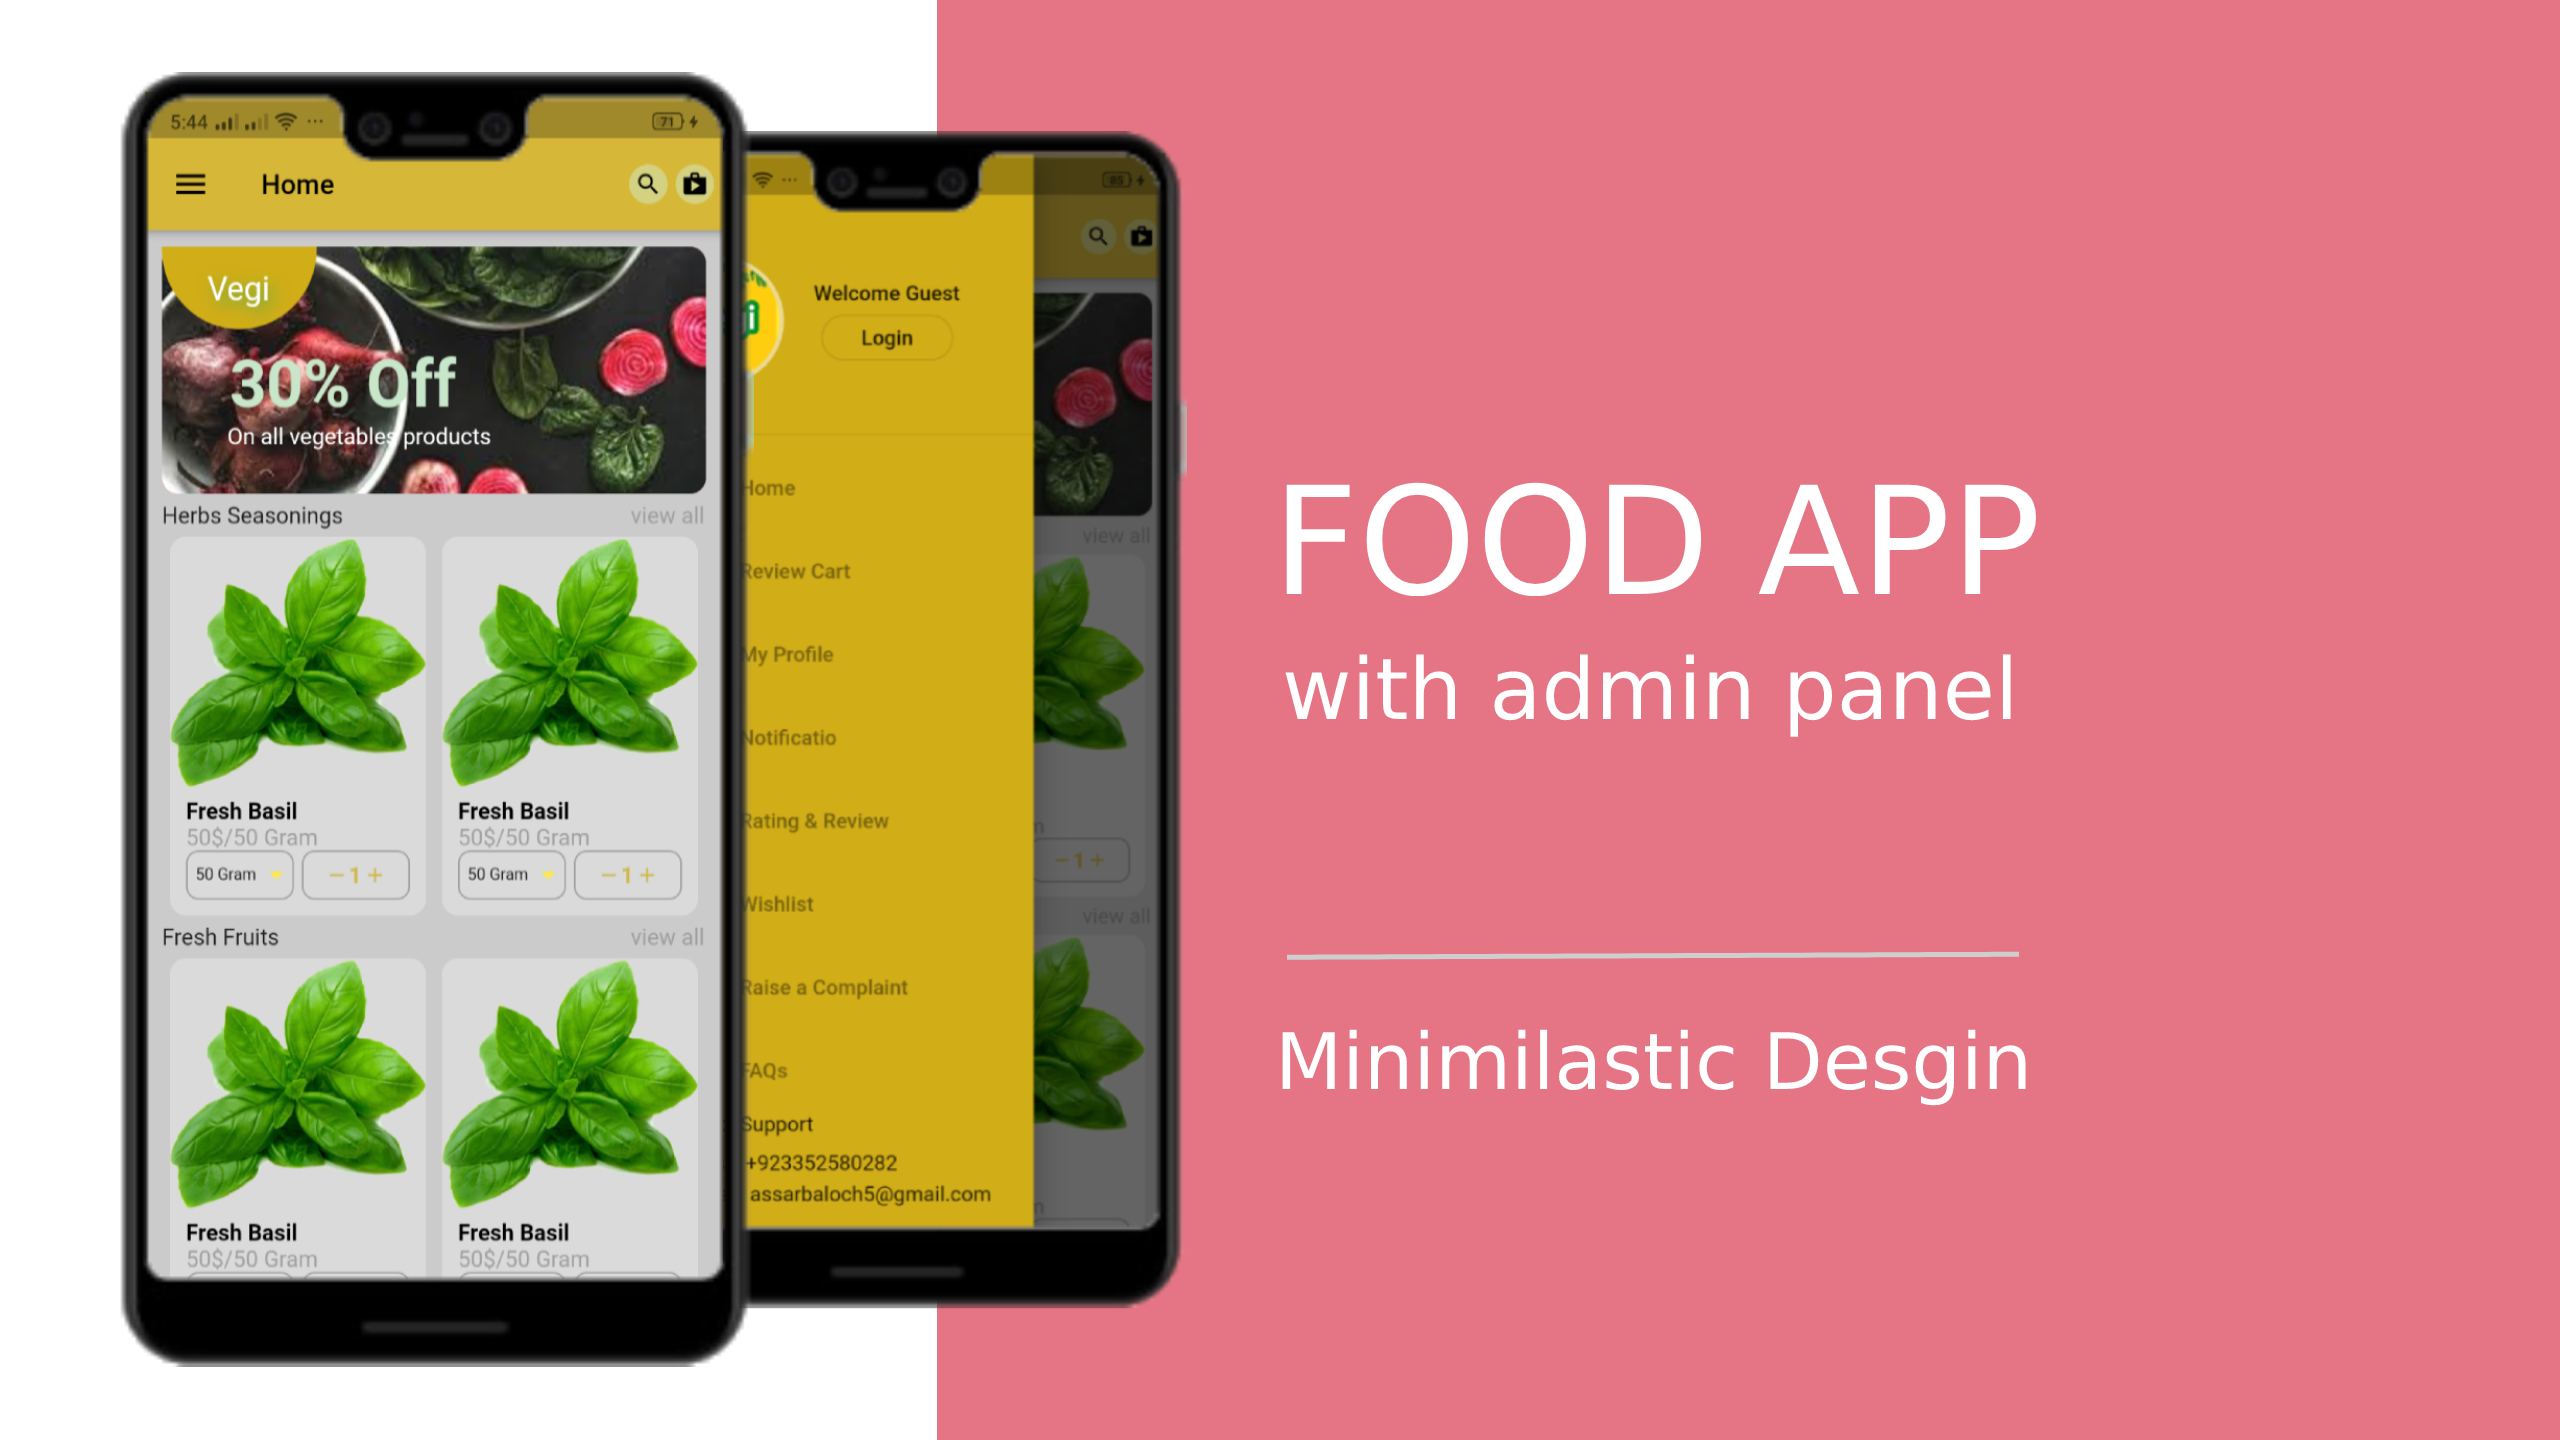 5:44
71
Home
Vegi
30% Off
On all vegetables products
Herbs Seasonings view all
Fresh Basil Fresh Basil
50$/50 Gram 50$/50 Gram
50 Gram − 1 + 50 Gram − 1 +
Fresh Fruits view all
Fresh Basil Fresh Basil
50$/50 Gram 50$/50 Gram
85
i
Welcome Guest
Login
Home
Review Cart
My Profile
Notificatio
Rating & Review
Wishlist
Raise a Complaint
FAQs
Support
+923352580282
assarbaloch5@gmail.com
view all
− 1 +
view all
FOOD APP
with admin panel
Minimilastic Desgin